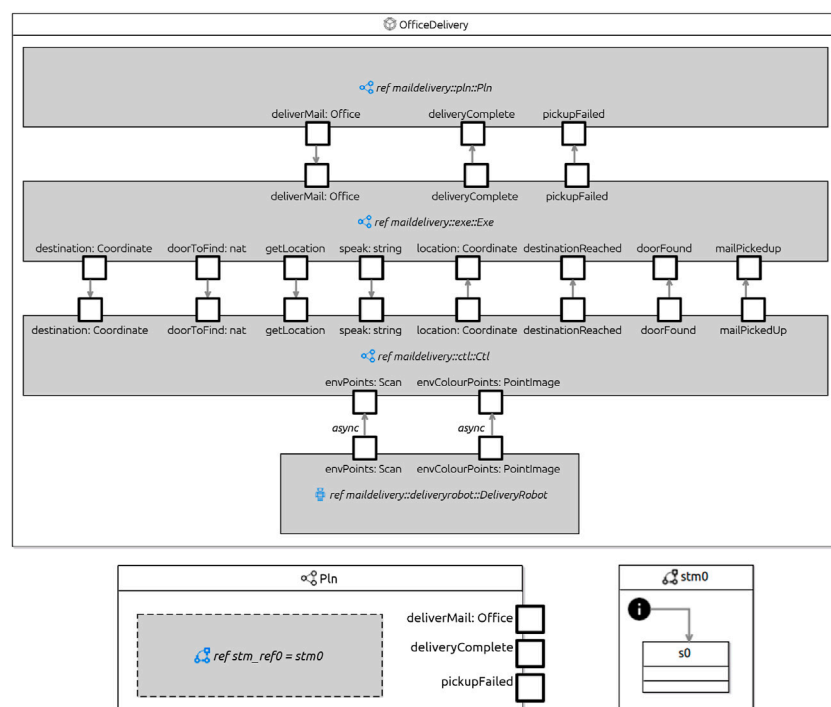 OfficeDelivery
ref maildelivery::pln::Pln
deliverMail: Office deliveryComplete pickupFailed
deliverMail: Office deliveryComplete pickupFailed
ref maildelivery::exe::Exe
destination: Coordinate doorToFind: nat getLocation speak: string location: Coordinate destinationReached doorFound mailPickedup
destination: Coordinate doorToFind: nat getLocation speak: string location: Coordinate destinationReached doorFound mailPickedUp
ref maildelivery::ctl::Ctl
envPoints: Scan envColourPoints: PointImage
async async
envPoints: Scan envColourPoints: PointImage
ref maildelivery::deliveryrobot::DeliveryRobot
Pln
deliverMail: Office
deliveryComplete
ref stm_ref0 = stm0
pickupFailed
stm0
i
s0